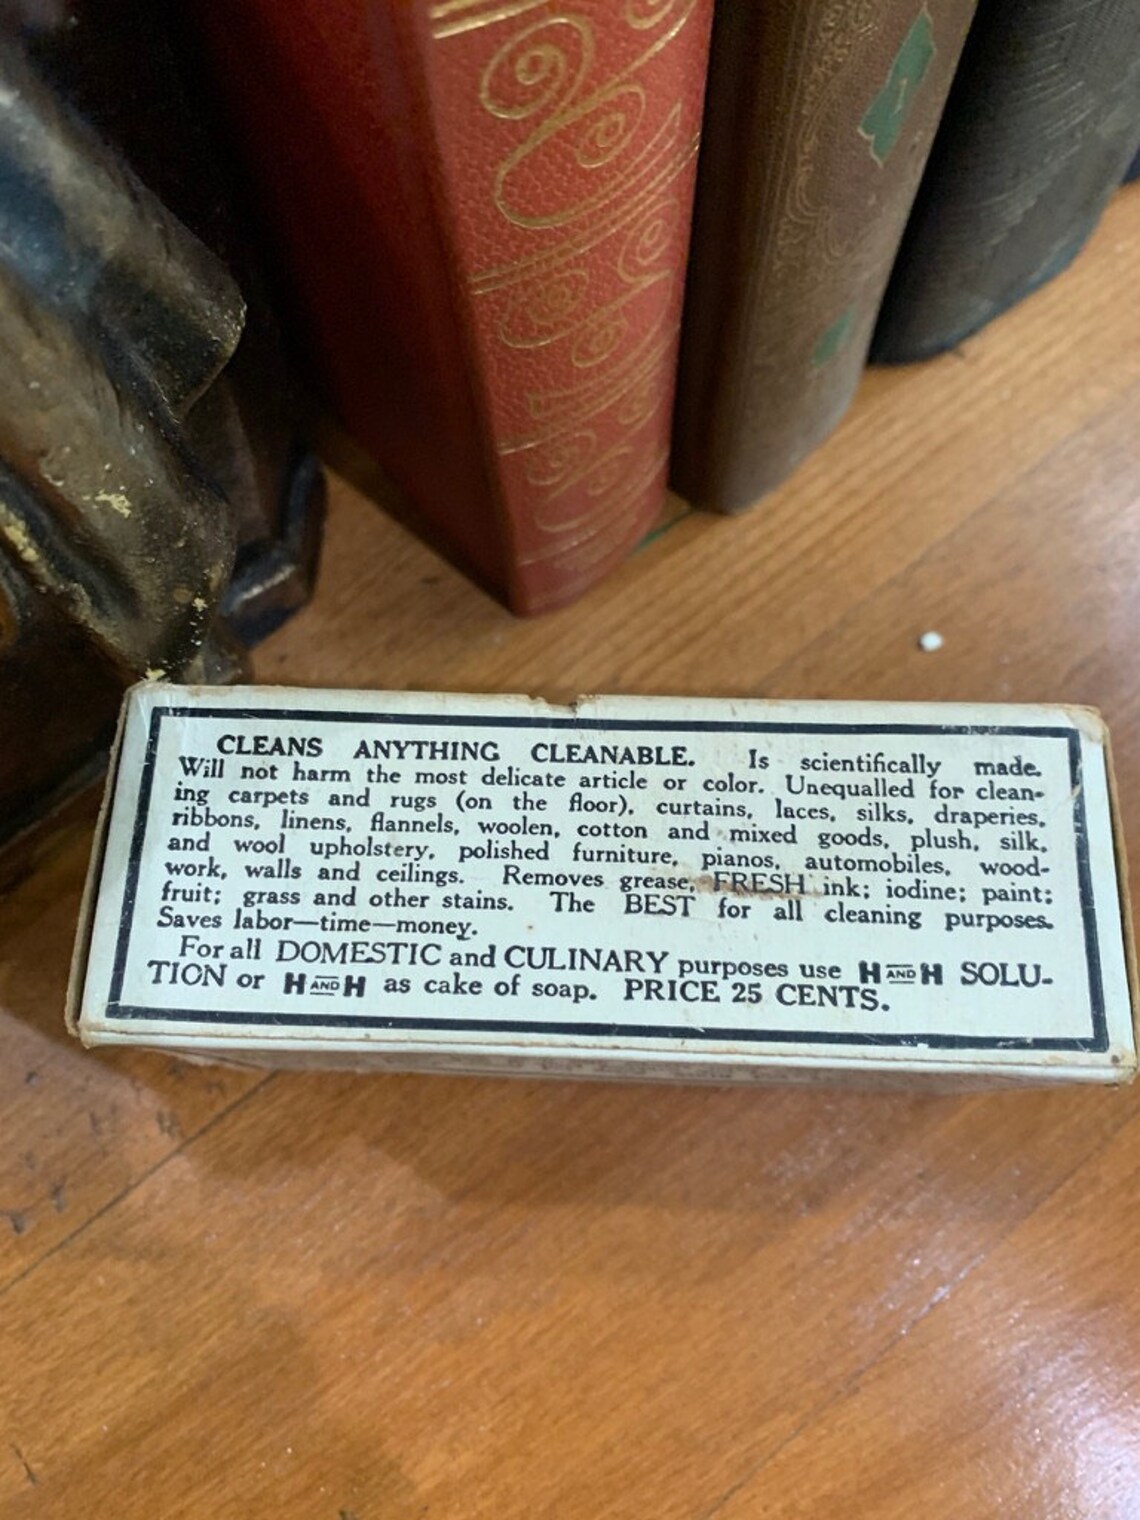 CLEANS ANYTHING CLEANABLE. Is scientifically made.
Will not harm the most delicate article or color. Unequalled for clean-
ing carpets and rugs (on the floor), curtains, laces, silks, draperies,
ribbons, linens, flannels, woolen, cotton and mixed goods, plush, silk,
and wool upholstery, polished furniture, pianos, automobiles, wood-
work, walls and ceilings. Removes grease, FRESH ink; iodine; paint;
fruit; grass and other stains. The BEST for all cleaning purposes.
Saves labor—time—money.
For all DOMESTIC and CULINARY purposes use H AND H SOLU-
TION or H AND H as cake of soap. PRICE 25 CENTS.